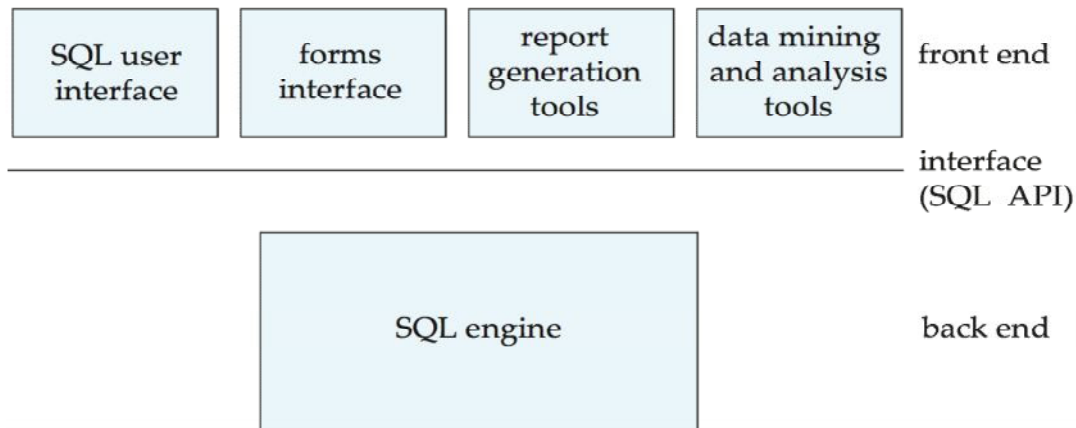 SQL user
interface
forms
interface
report
generation
tools
data mining
and analysis
tools
front end
interface
(SQL API)
SQL engine
back end